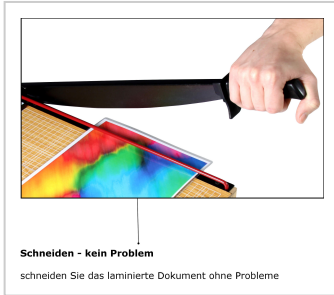 Schneiden - kein Problem
schneiden Sie das laminierte Dokument ohne Probleme